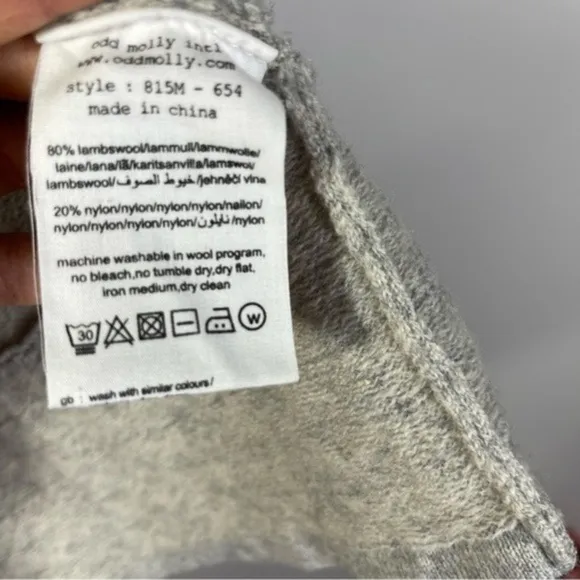 odd molly intl
www.oddmolly.com
style : 815M - 654
made in china
80% lambswool/lammull/lammwolle/
laine/lana/lã/karitsanvilla/lamswol/
lambswool/خيوط الصوف/jehněčí vlna
20% nylon/nylon/nylon/nylon/nailon/
nylon/nylon/nylon/nylon/نايلون/nylon
machine washable in wool program,
no bleach,no tumble dry,dry flat,
iron medium,dry clean
30 W
gb : wash with similar colours/